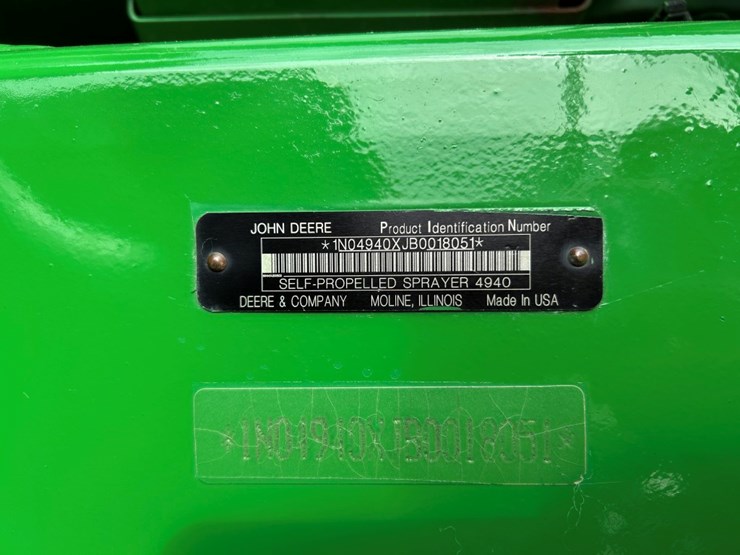 JOHN DEERE Product Identification Number
*1N04940XJB0018051*
SELF-PROPELLED SPRAYER 4940
DEERE & COMPANY MOLINE, ILLINOIS Made In USA
*1N04940XJB0018051*